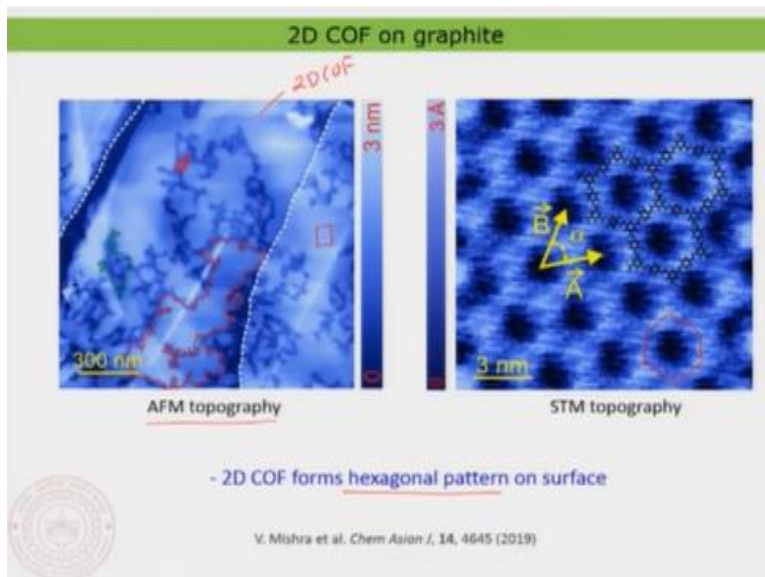 2D COF on graphite
2D COF
3 nm
0
300 nm
AFM topography
3 Å
0
B
α
A
3 nm
STM topography
- 2D COF forms hexagonal pattern on surface
V. Mishra et al. Chem Asian J, 14, 4645 (2019)